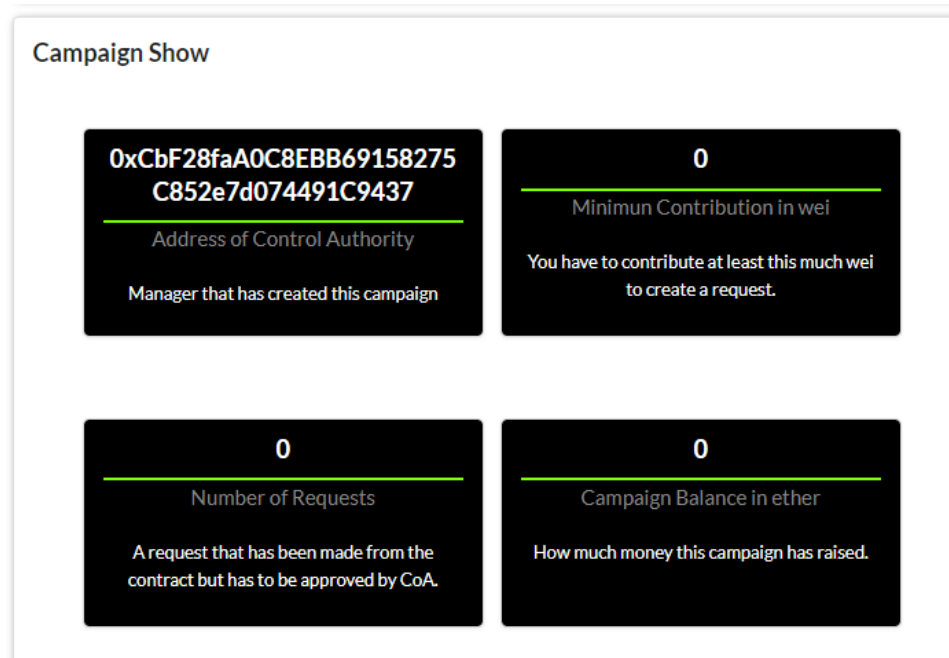 Campaign Show
0xCbF28faA0C8EBB69158275
C852e7d074491C9437
Address of Control Authority
Manager that has created this campaign
0
Minimun Contribution in wei
You have to contribute at least this much wei
to create a request.
0
Number of Requests
A request that has been made from the
contract but has to be approved by CoA.
0
Campaign Balance in ether
How much money this campaign has raised.